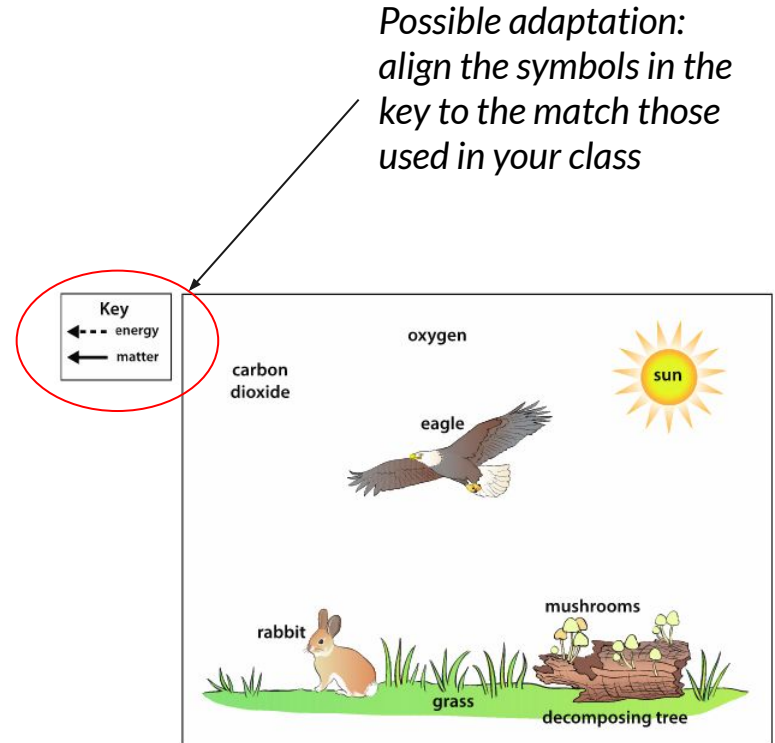 Possible adaptation:
align the symbols in the
key to the match those
used in your class
Key
energy
matter
oxygen
carbon
dioxide
sun
eagle
mushrooms
rabbit
grass
decomposing tree